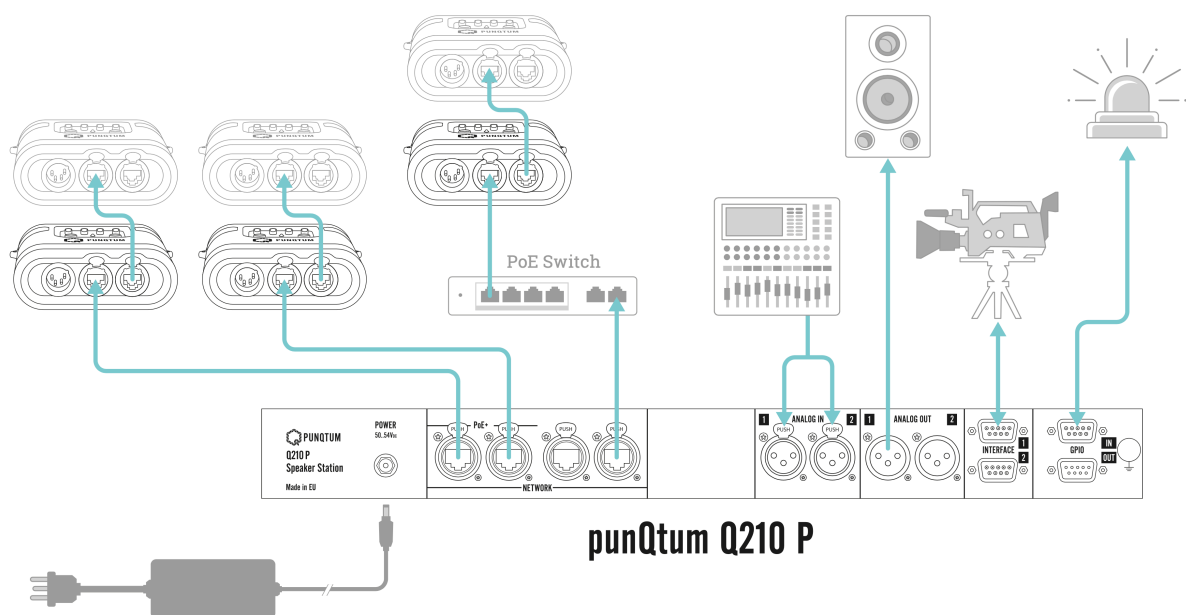 PUNQTUM
PUNQTUM
PUNQTUM
PUNQTUM
PUNQTUM
PUNQTUM
PoE Switch
PUNQTUM
Q210 P
Speaker Station
Made in EU
POWER
50..54VDC
PoE+
PUSH
PUSH
PUSH
PUSH
NETWORK
1 ANALOG IN 2
PUSH
PUSH
1 ANALOG OUT 2
INTERFACE
1
2
GPIO
IN
OUT
punQtum Q210 P